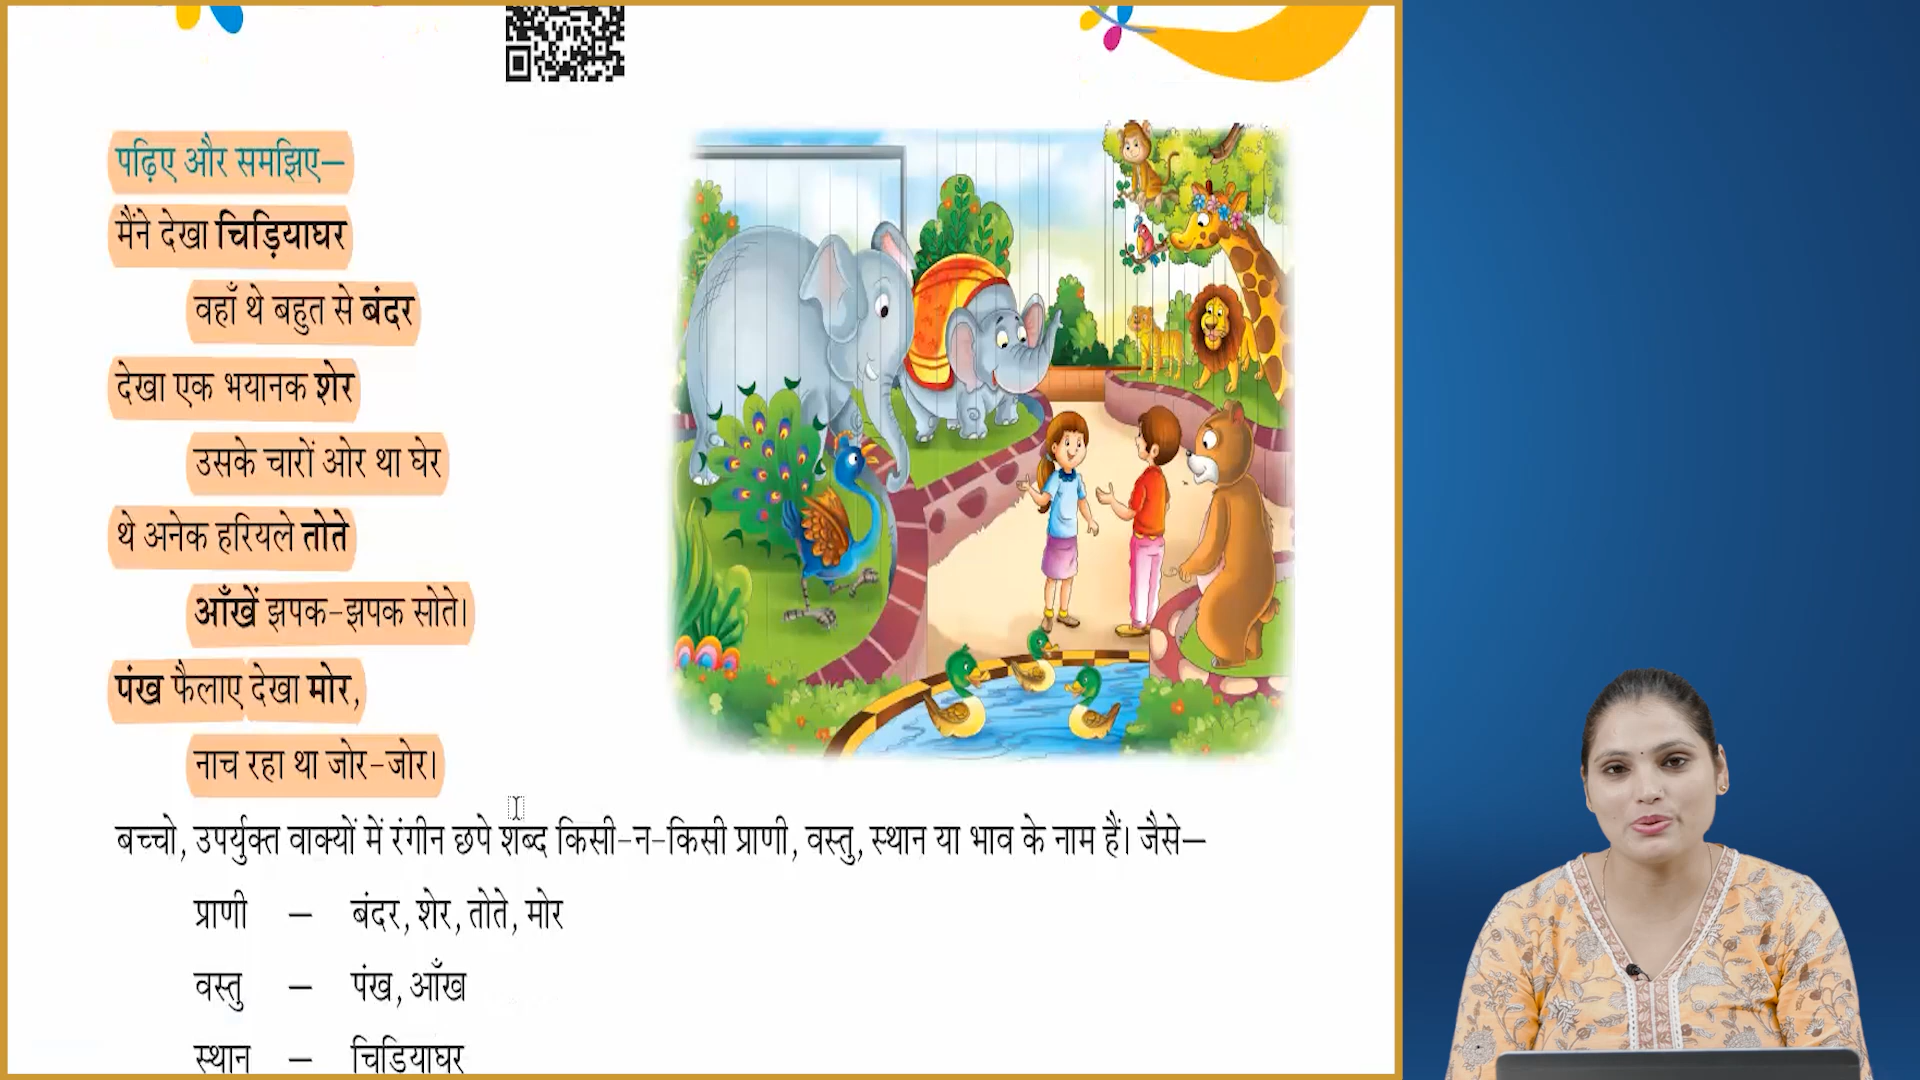 पढ़िए और समझिए—
मैंने देखा चिड़ियाघर
वहाँ थे बहुत से बंदर
देखा एक भयानक शेर
उसके चारों ओर था घेर
थे अनेक हरियले तोते
आँखें झपक-झपक सोते।
पंख फैलाए देखा मोर,
नाच रहा था जोर-जोर।
बच्चो, उपर्युक्त वाक्यों में रंगीन छपे शब्द किसी-न-किसी प्राणी, वस्तु, स्थान या भाव के नाम हैं। जैसे—
प्राणी — बंदर, शेर, तोते, मोर
वस्तु — पंख, आँख
स्थान — चिड़ियाघर